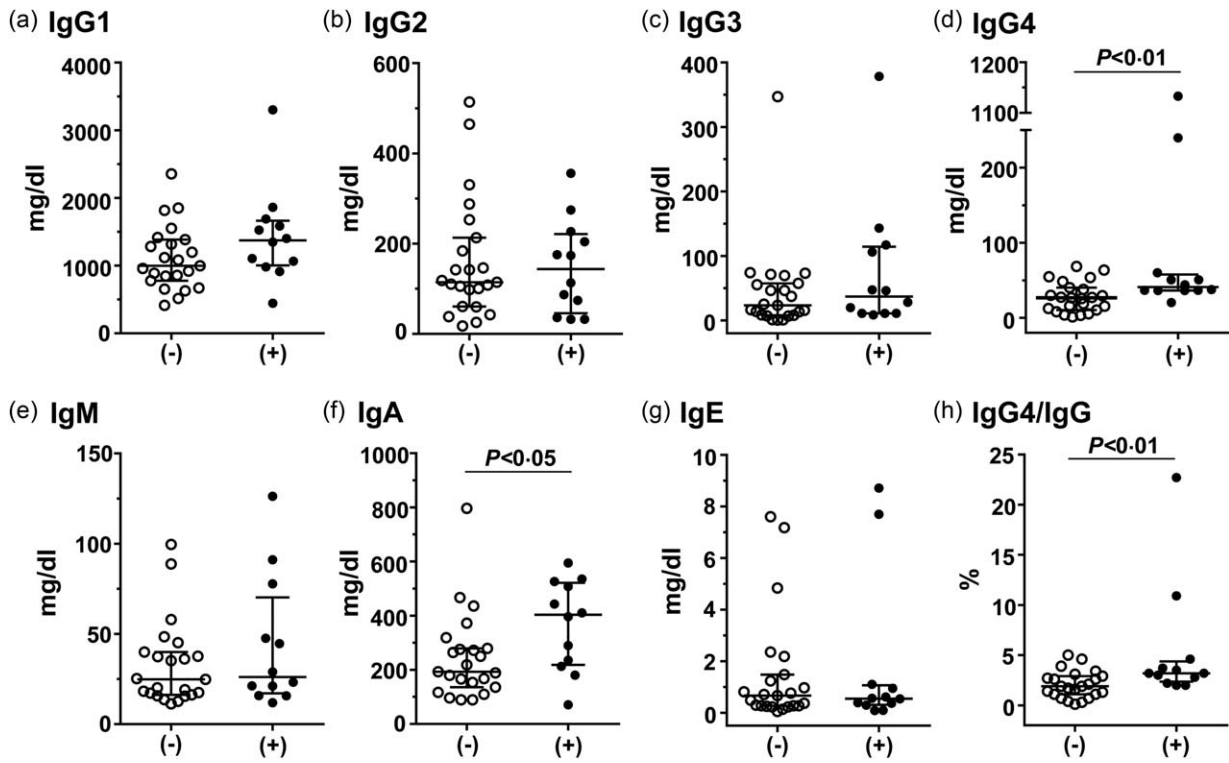 (a) IgG1
4000
3000
2000
1000
0
mg/dl
(-) (+)
(b) IgG2
600
400
200
0
mg/dl
(-) (+)
(c) IgG3
400
300
200
100
0
mg/dl
(-) (+)
(d) IgG4
P<0·01
1200
1100
200
100
0
mg/dl
(-) (+)
(e) IgM
150
100
50
0
mg/dl
(-) (+)
(f) IgA
P<0·05
1000
800
600
400
200
0
mg/dl
(-) (+)
(g) IgE
10
8
6
4
2
0
mg/dl
(-) (+)
(h) IgG4/IgG
P<0·01
25
20
15
10
5
0
%
(-) (+)